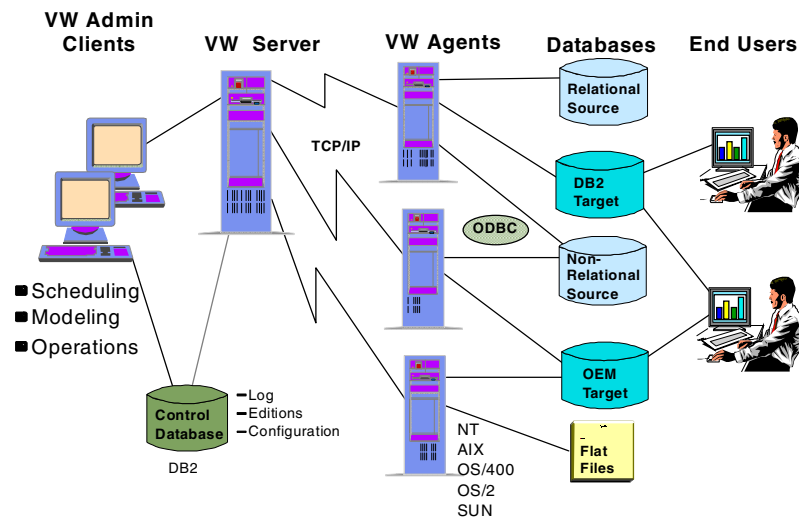 VW Admin
Clients
VW Server
VW Agents
Databases
End Users
Relational
Source
TCP/IP
DB2
Target
ODBC
Non-
Relational
Source
Scheduling
Modeling
Operations
OEM
Target
Control
Database
Log
Editions
Configuration
DB2
NT
AIX
OS/400
OS/2
SUN
Flat
Files